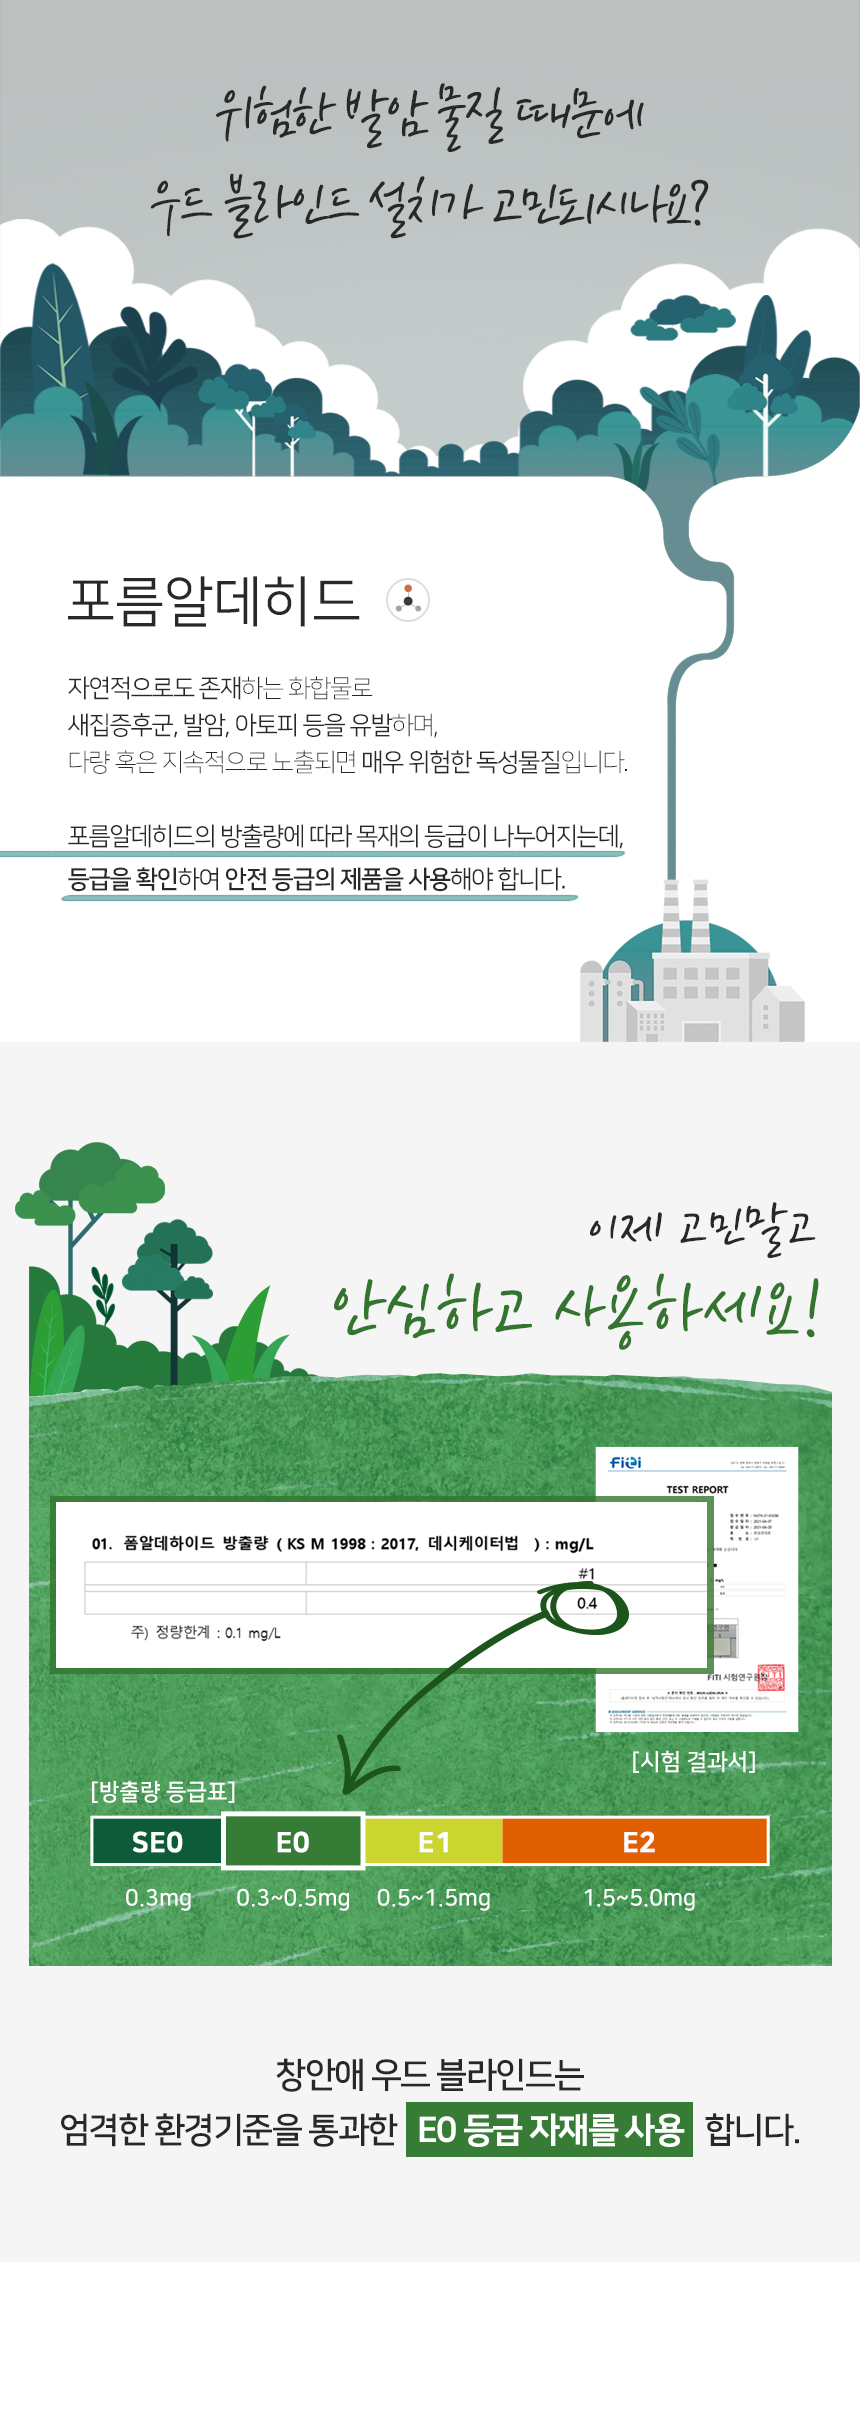 위험한 발암 물질 때문에
우드 블라인드 설치가 고민되시나요?
포름알데히드
자연적으로도 존재하는 화합물로
새집증후군, 발암, 아토피 등을 유발하며,
다량 혹은 지속적으로 노출되면 매우 위험한 독성물질입니다.
포름알데히드의 방출량에 따라 목재의 등급이 나누어지는데,
등급을 확인하여 안전 등급의 제품을 사용해야 합니다.
이제 고민말고
안심하고 사용하세요!
FITI
TEST REPORT
01. 폼알데하이드 방출량 ( KS M 1998 : 2017, 데시케이터법 ) : mg/L
#1
0.4
주) 정량한계 : 0.1 mg/L
FITI 시험연구원장
[시험 결과서]
[방출량 등급표]
SE0 E0 E1 E2
0.3mg 0.3~0.5mg 0.5~1.5mg 1.5~5.0mg
창안애 우드 블라인드는
엄격한 환경기준을 통과한 E0 등급 자재를 사용 합니다.